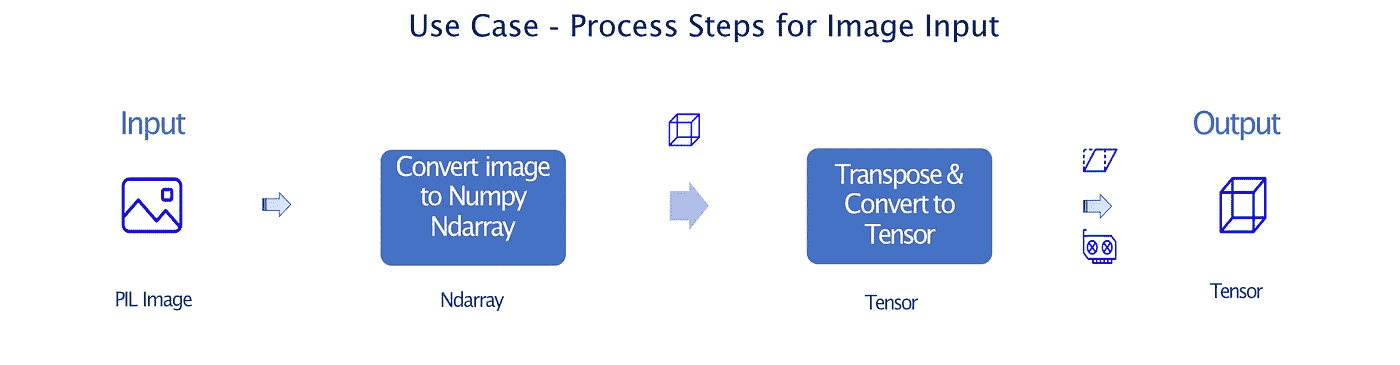 Use Case - Process Steps for Image Input
Input
Output
Convert image
to Numpy
Ndarray
Transpose &
Convert to
Tensor
PIL Image
Ndarray
Tensor
Tensor